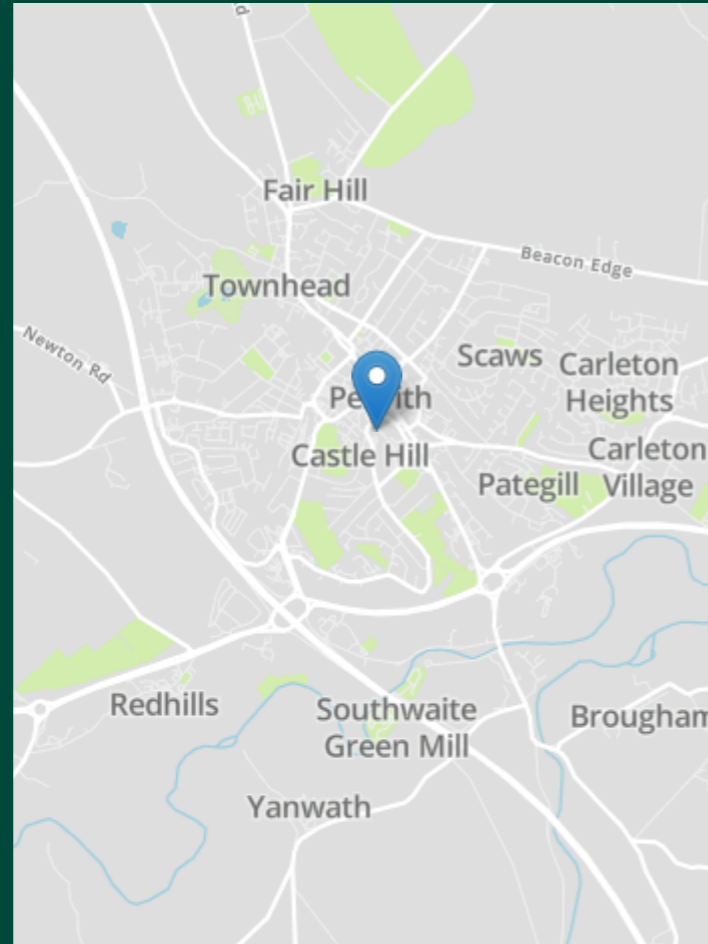 Fair Hill
Beacon Edge
Townhead
Newton Rd
Scaws
Carleton
Heights
Castle Hill
Carleton
Village
Pategill
Redhills
Southwaite
Green Mill
Brougham
Yanwath